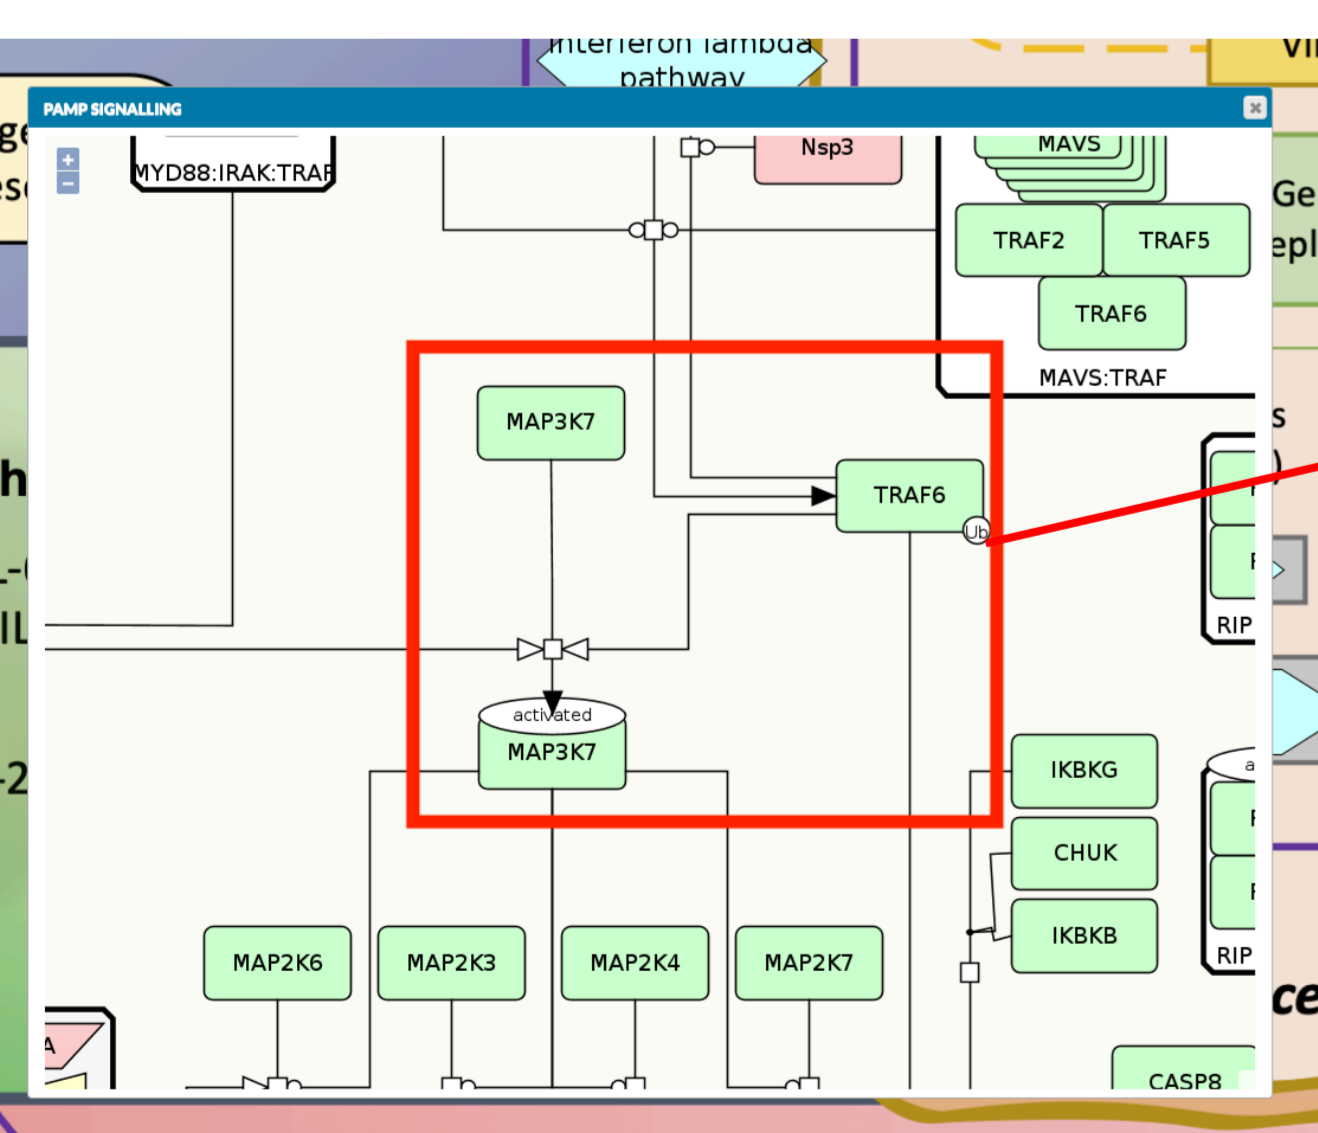 interferon lambda
pathway
PAMP SIGNALLING
MYD88:IRAK:TRAF
Nsp3
MAVS
TRAF2
TRAF5
TRAF6
MAVS:TRAF
MAP3K7
TRAF6
Ub
activated
MAP3K7
RIP
IKBKG
CHUK
IKBKB
MAP2K6
MAP2K3
MAP2K4
MAP2K7
RIP
CASP8
A